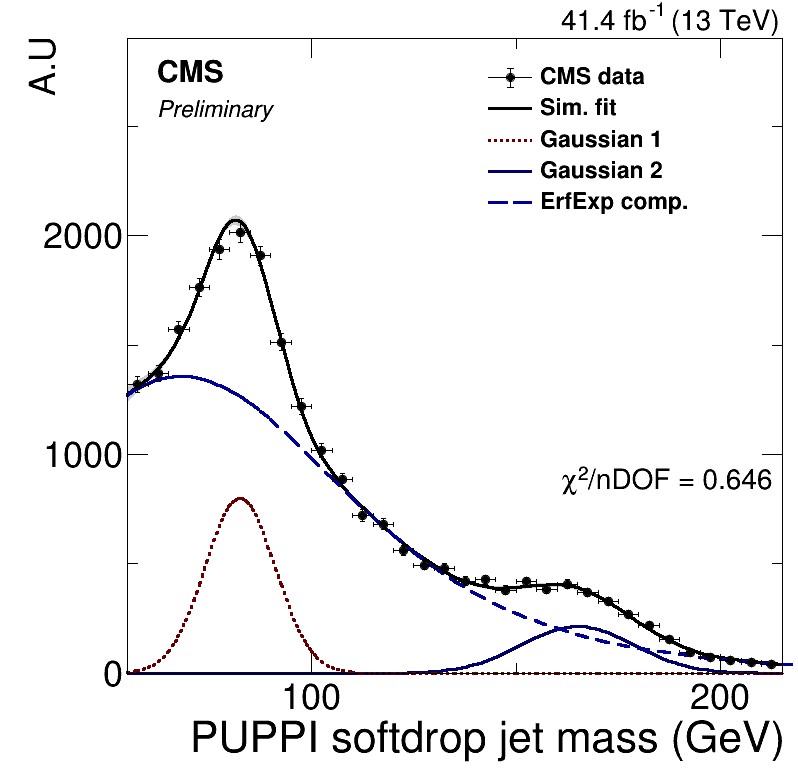 41.4 fb-1 (13 TeV)
A.U
CMS
Preliminary
CMS data
Sim. fit
Gaussian 1
Gaussian 2
ErfExp comp.
2000
1000
χ2/nDOF = 0.646
0
100
200
PUPPI softdrop jet mass (GeV)